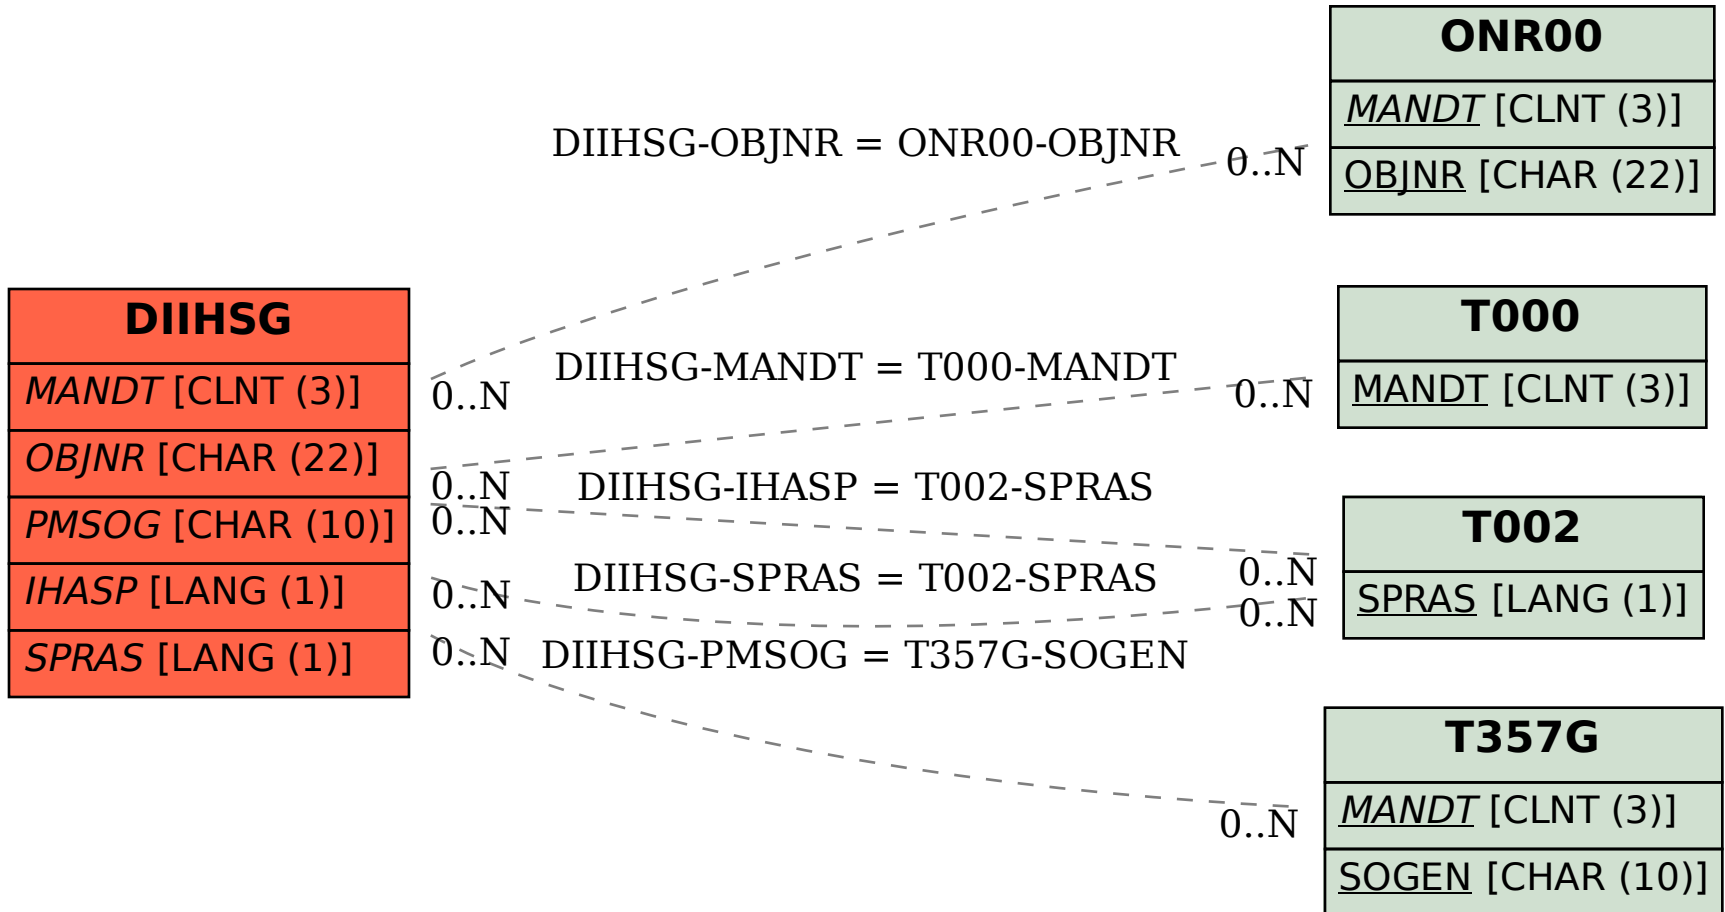 DIIHSG
MANDT [CLNT (3)]
OBJNR [CHAR (22)]
PMSOG [CHAR (10)]
IHASP [LANG (1)]
SPRAS [LANG (1)]
DIIHSG-OBJNR = ONR00-OBJNR
0..N
0..N
DIIHSG-MANDT = T000-MANDT
0..N
0..N
DIIHSG-IHASP = T002-SPRAS
0..N
0..N
DIIHSG-SPRAS = T002-SPRAS
0..N
0..N
DIIHSG-PMSOG = T357G-SOGEN
0..N
0..N
ONR00
MANDT [CLNT (3)]
OBJNR [CHAR (22)]
T000
MANDT [CLNT (3)]
T002
SPRAS [LANG (1)]
T357G
MANDT [CLNT (3)]
SOGEN [CHAR (10)]